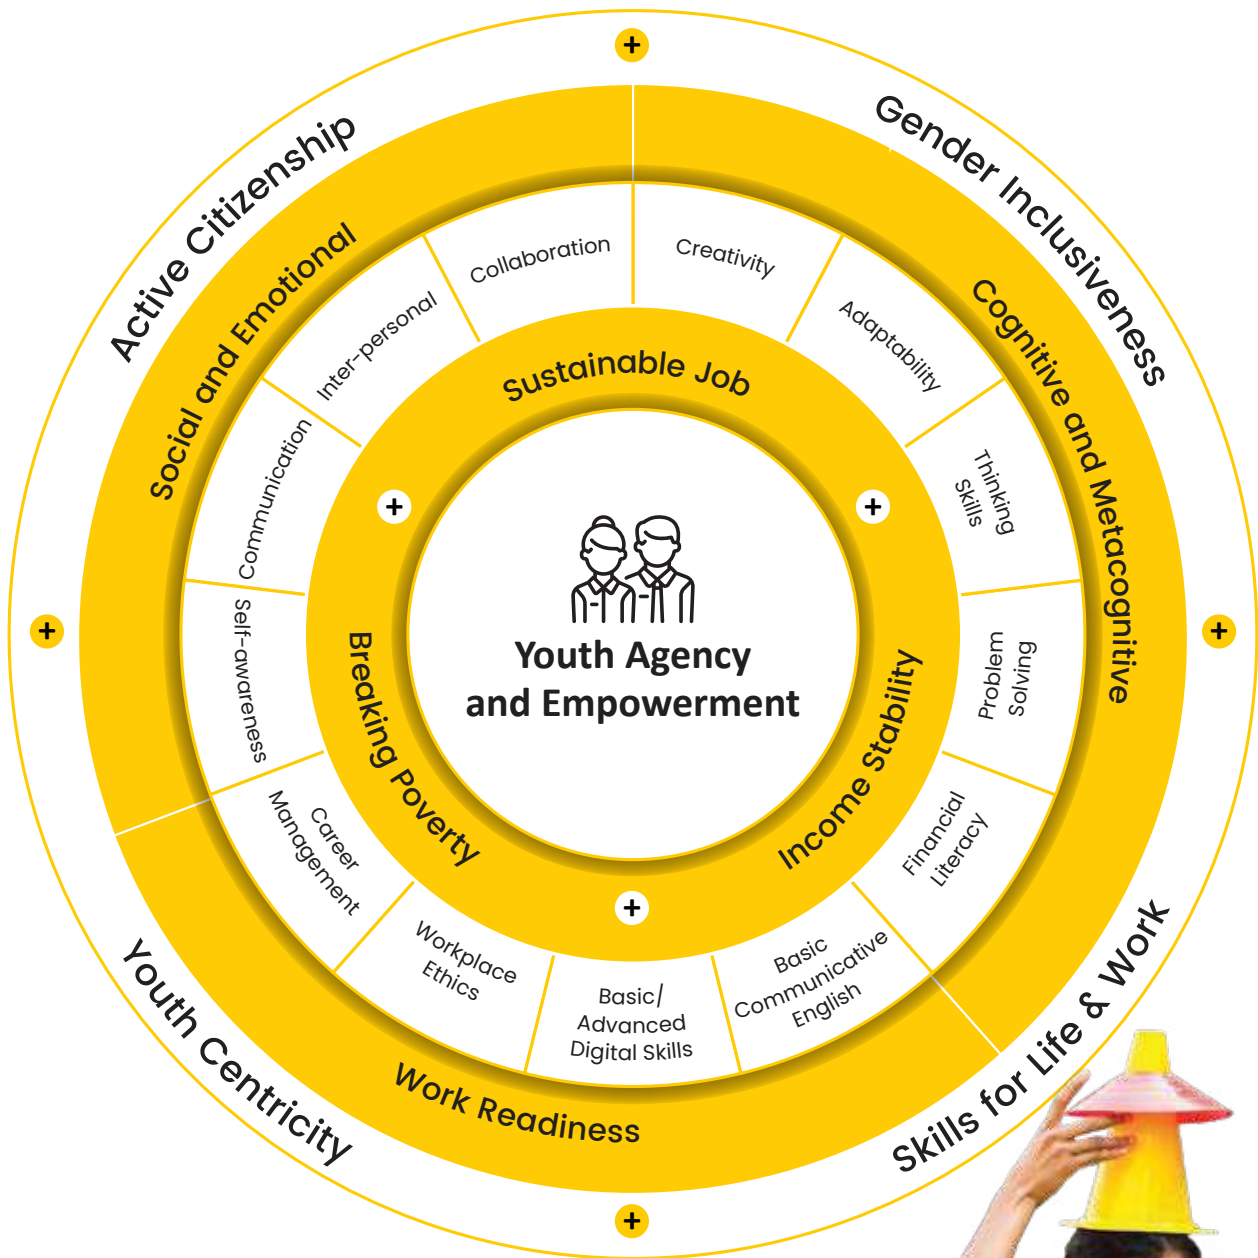 Active Citizenship
Gender Inclusiveness
Skills for Life & Work
Youth Centricity
Social and Emotional
Cognitive and Metacognitive
Work Readiness
Collaboration
Creativity
Adaptability
Thinking
Skills
Problem
Solving
Financial
Literacy
Basic
Communicative
English
Basic/
Advanced
Digital Skills
Workplace
Ethics
Career
Management
Self-awareness
Communication
Inter-personal
Sustainable Job
Income Stability
Breaking Poverty
Youth Agency
and Empowerment